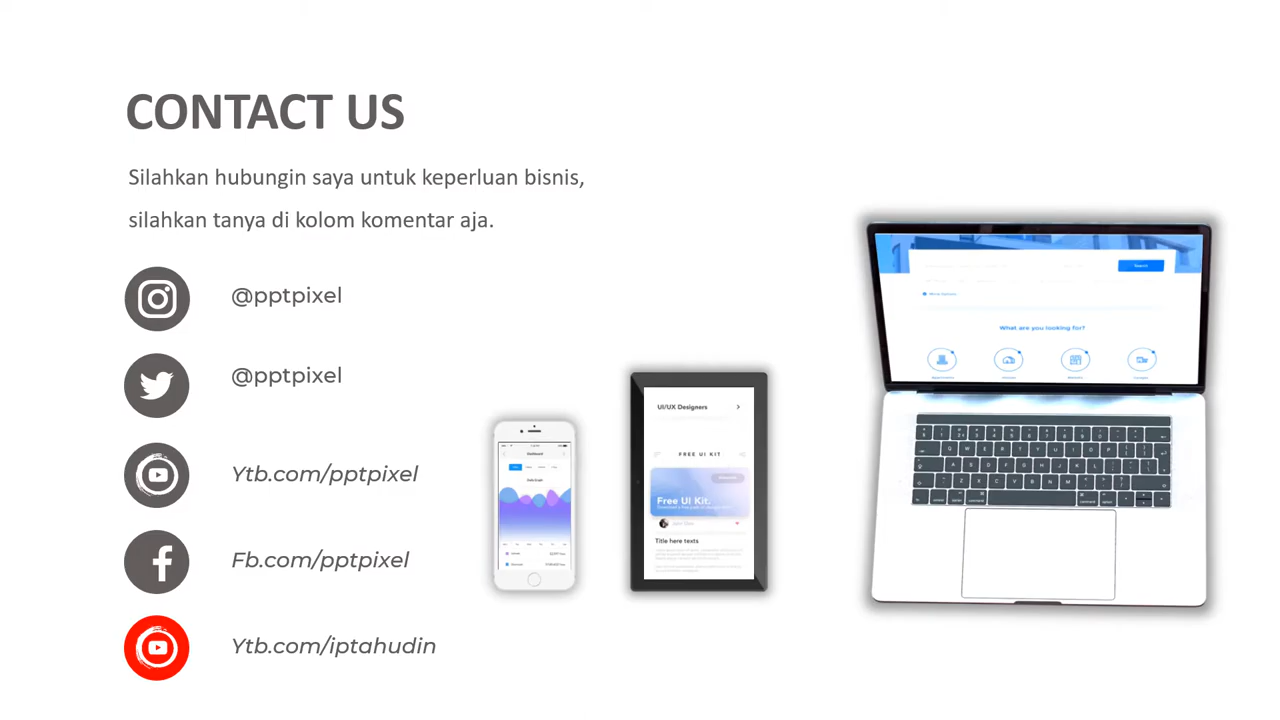 CONTACT US
Silahkan hubungin saya untuk keperluan bisnis,
silahkan tanya di kolom komentar aja.
@pptpixel
@pptpixel
Ytb.com/pptpixel
Fb.com/pptpixel
Ytb.com/iptahudin
Dashboard
UI/UX Designers
FREE UI KIT
Free UI Kit.
Title here texts
Search
What are you looking for?